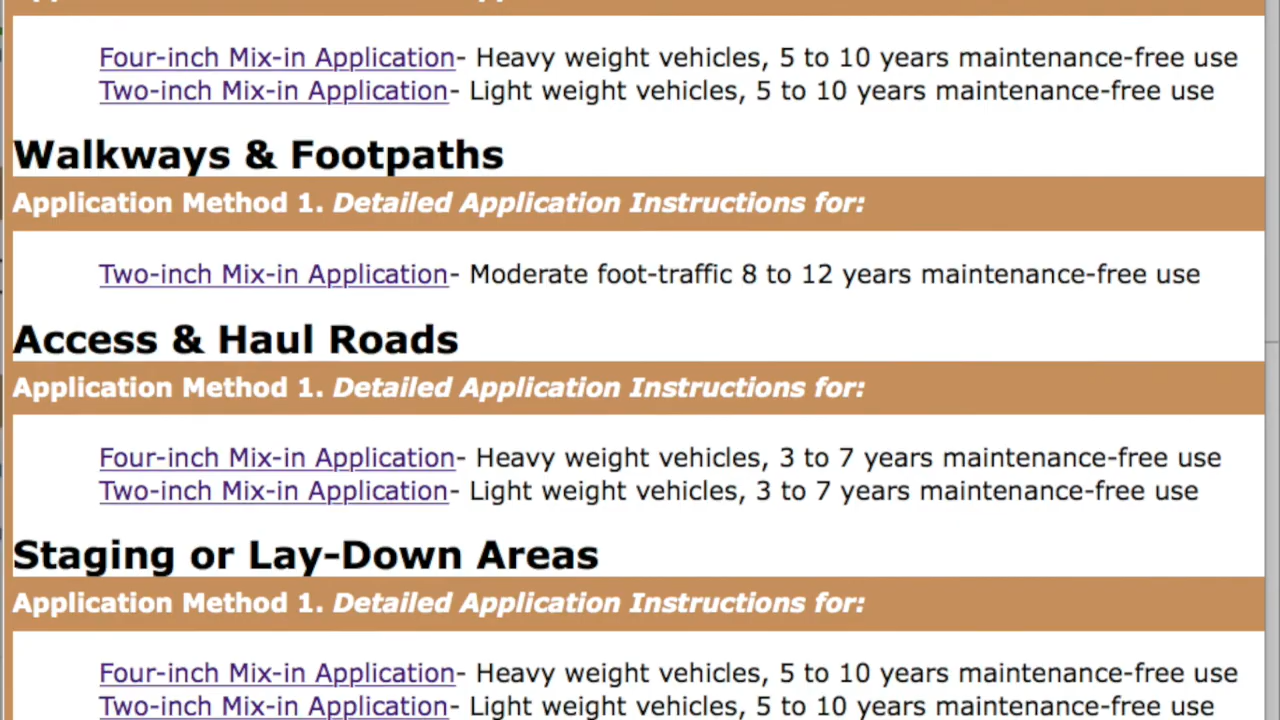 Four-inch Mix-in Application- Heavy weight vehicles, 5 to 10 years maintenance-free use
Two-inch Mix-in Application- Light weight vehicles, 5 to 10 years maintenance-free use
Walkways & Footpaths
Application Method 1. Detailed Application Instructions for:
Two-inch Mix-in Application- Moderate foot-traffic 8 to 12 years maintenance-free use
Access & Haul Roads
Application Method 1. Detailed Application Instructions for:
Four-inch Mix-in Application- Heavy weight vehicles, 3 to 7 years maintenance-free use
Two-inch Mix-in Application- Light weight vehicles, 3 to 7 years maintenance-free use
Staging or Lay-Down Areas
Application Method 1. Detailed Application Instructions for:
Four-inch Mix-in Application- Heavy weight vehicles, 5 to 10 years maintenance-free use
Two-inch Mix-in Application- Light weight vehicles, 5 to 10 years maintenance-free use